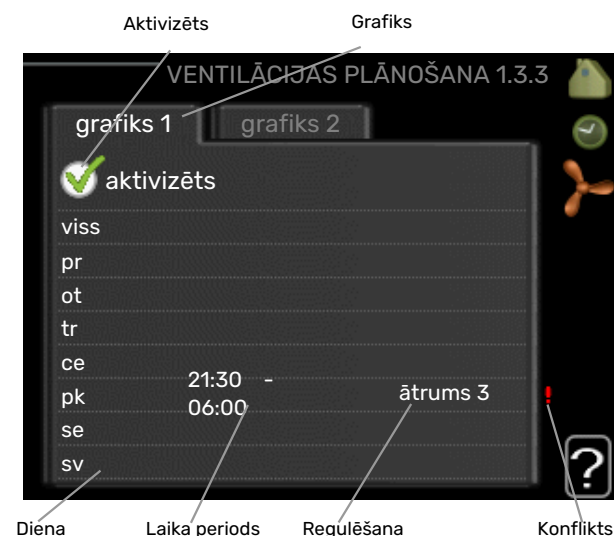 Aktivizēts Grafiks
VENTILĀCIJAS PLĀNOŠANA 1.3.3
grafiks 1 grafiks 2
aktivizēts
viss
pr
ot
tr
ce
21:30 -
pk 06:00 ātrums 3 !
se
sv
?
Diena Laika periods Regulēšana Konflikts